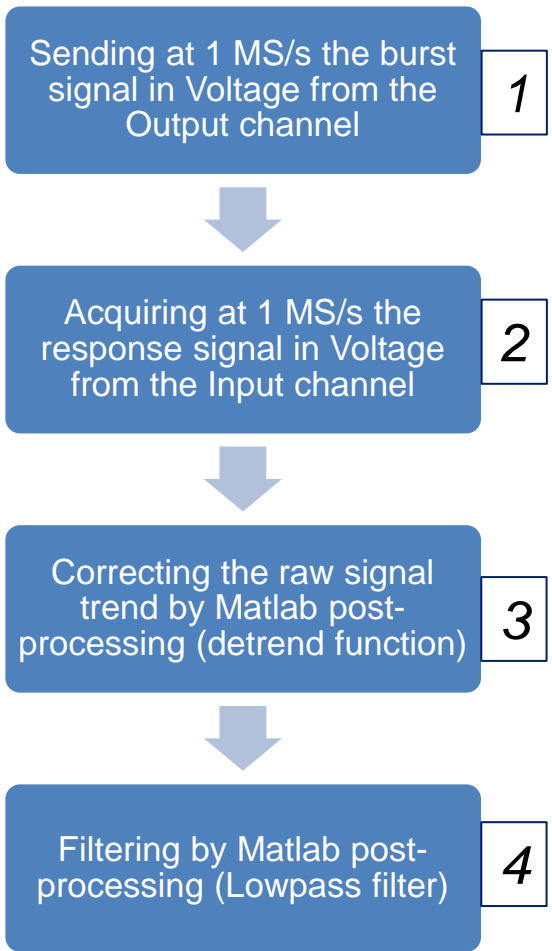 Sending at 1 MS/s the burst
signal in Voltage from the
Output channel
1
Acquiring at 1 MS/s the
response signal in Voltage
from the Input channel
2
Correcting the raw signal
trend by Matlab post-
processing (detrend function)
3
Filtering by Matlab post-
processing (Lowpass filter)
4